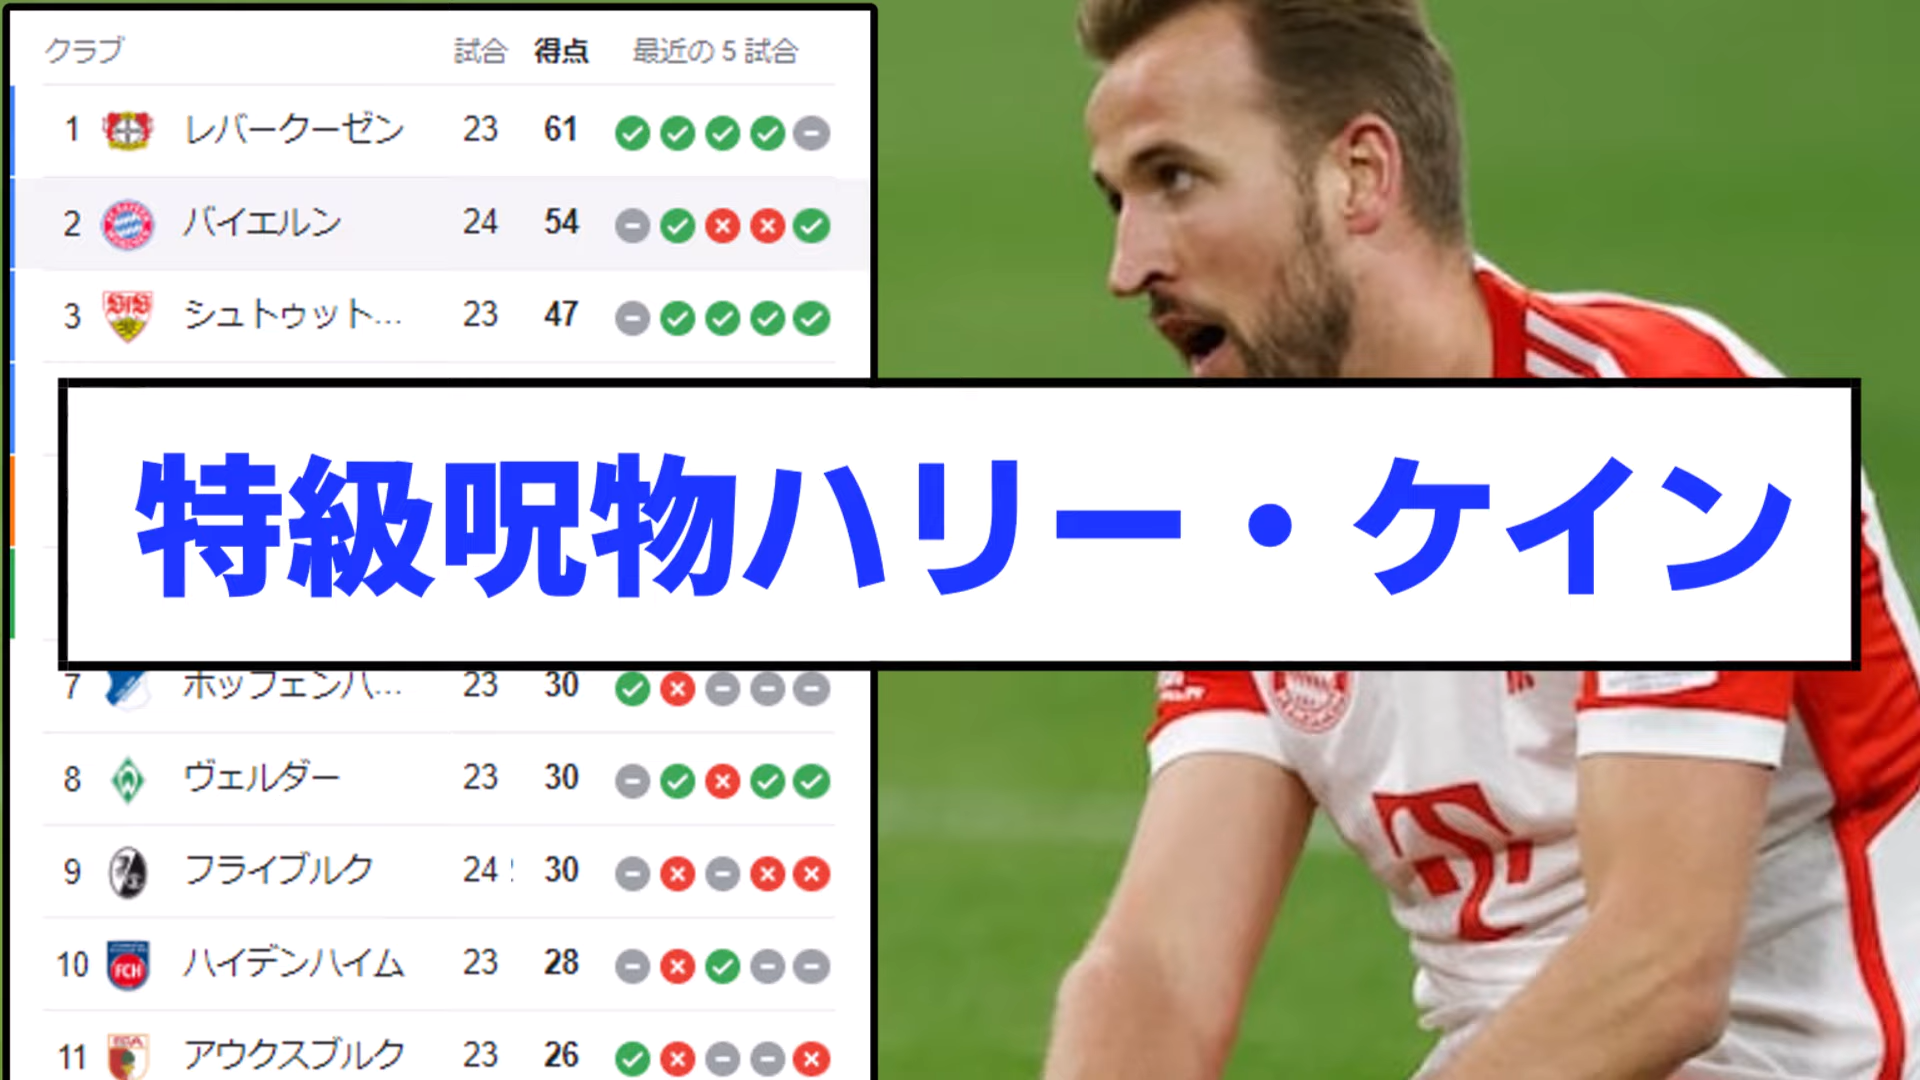 クラブ 試合 得点 最近の 5 試合
1 レバークーゼン 23 61
2 バイエルン 24 54
3 シュトゥット... 23 47
特級呪物ハリー・ケイン
7 ホッフェンハ... 23 30
8 ヴェルダー 23 30
9 フライブルク 24 30
10 FCH ハイデンハイム 23 28
11 アウクスブルク 23 26